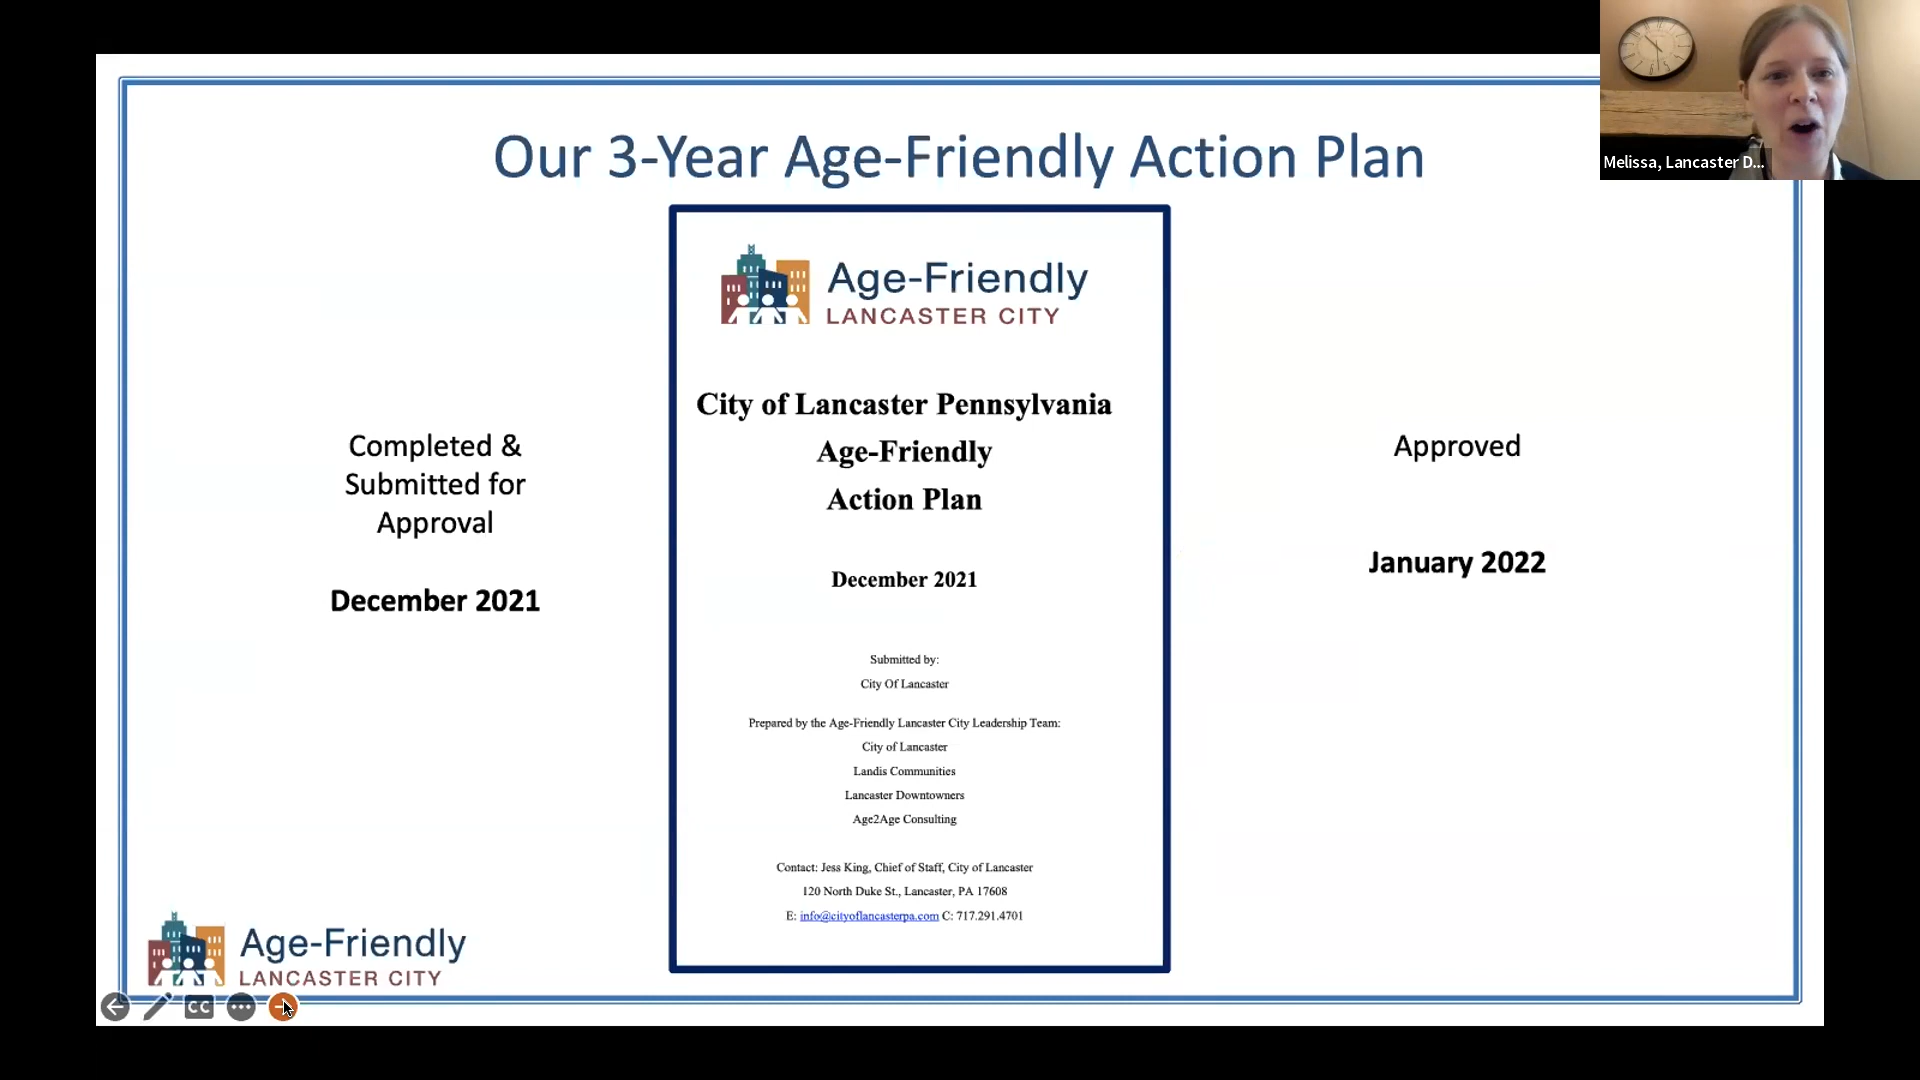 Our 3-Year Age-Friendly Action Plan
Melissa, Lancaster D...
Age-Friendly
LANCASTER CITY
City of Lancaster Pennsylvania
Age-Friendly
Action Plan
December 2021
Submitted by:
City Of Lancaster
Prepared by the Age-Friendly Lancaster City Leadership Team:
City of Lancaster
Landis Communities
Lancaster Downtowners
Age2Age Consulting
Contact: Jess King, Chief of Staff, City of Lancaster
120 North Duke St., Lancaster, PA 17608
E: info@cityoflancasterpa.com C: 717.291.4701
Completed &
Submitted for
Approval
December 2021
Approved
January 2022
Age-Friendly
LANCASTER CITY
CC